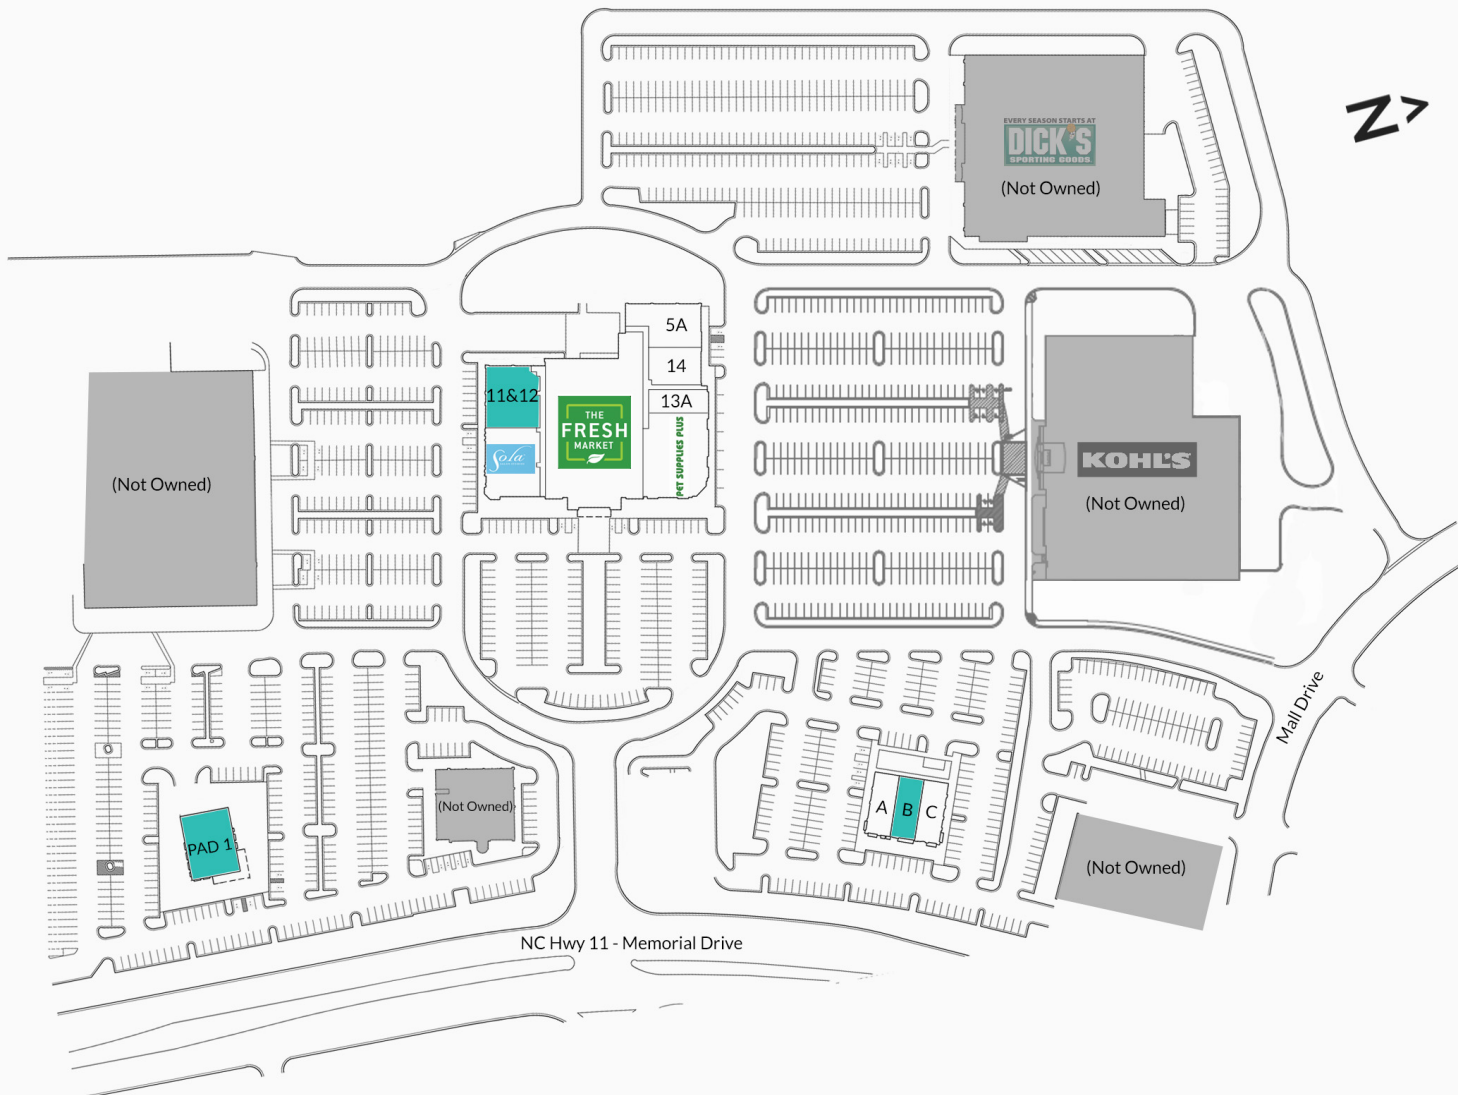 EVERY SEASON STARTS AT
DICK'S
SPORTING GOODS
(Not Owned)
N
5A
14
13A
PET SUPPLIES PLUS
11&12
Sola
THE
FRESH
MARKET
(Not Owned)
KOHL'S
(Not Owned)
Mall Drive
(Not Owned)
PAD 1
A
B
C
(Not Owned)
NC Hwy 11 - Memorial Drive